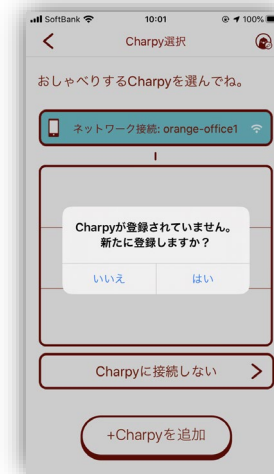 SoftBank 10:01 100%
Charpy選択
おしゃべりするCharpyを選んでね。
ネットワーク接続: orange-office1
Charpyが登録されていません。
新たに登録しますか？
いいえ はい
Charpyに接続しない
+Charpyを追加